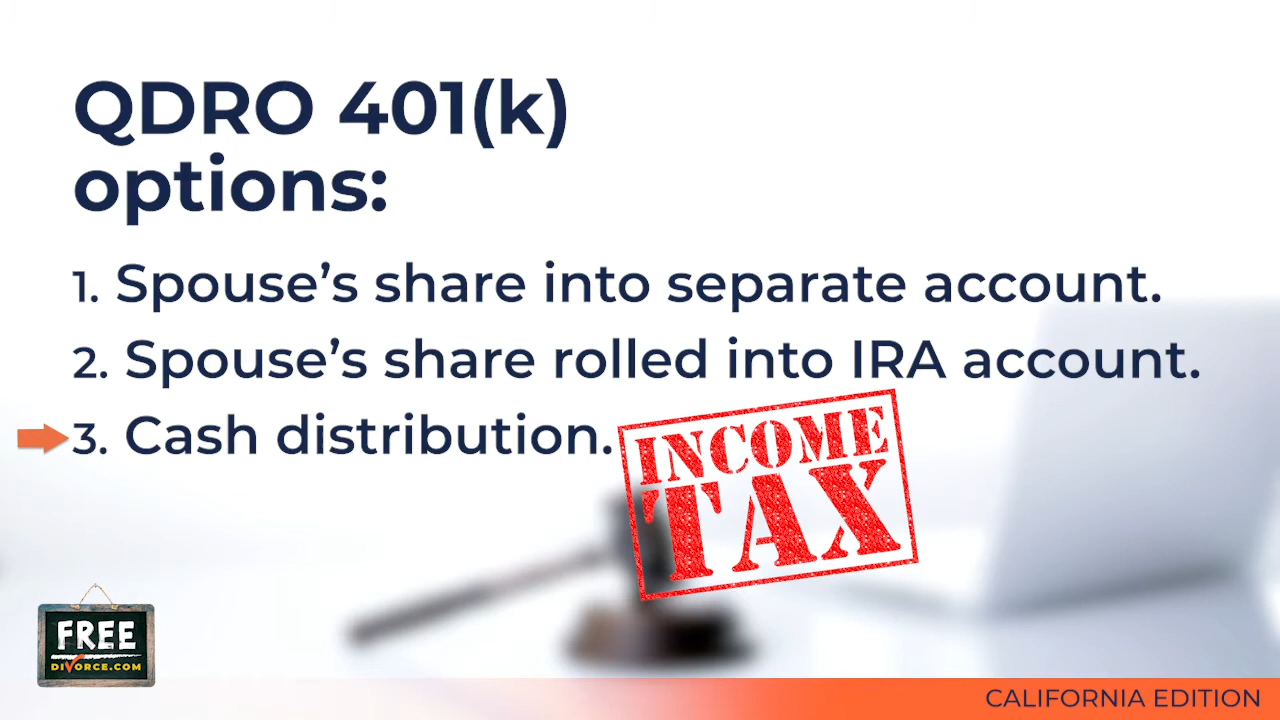 QDRO 401(k)
options:
1. Spouse’s share into separate account.
2. Spouse’s share rolled into IRA account.
3. Cash distribution.
INCOME
TAX
FREE
DIVORCE.COM
CALIFORNIA EDITION